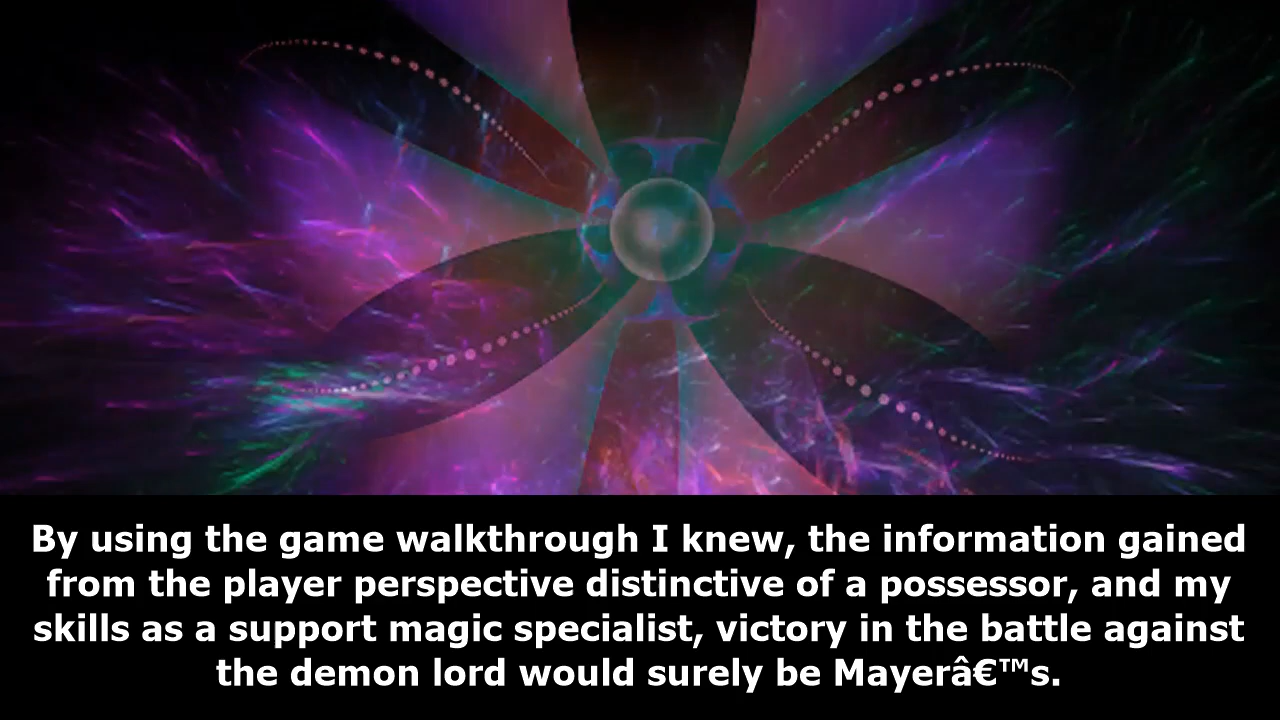 By using the game walkthrough I knew, the information gained
from the player perspective distinctive of a possessor, and my
skills as a support magic specialist, victory in the battle against
the demon lord would surely be Mayerâ€™s.